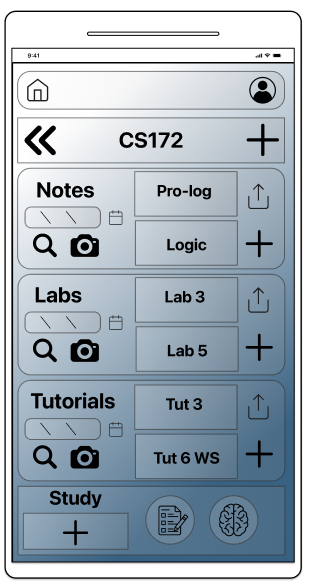 9:41
CS172
Notes
Pro-log
\ \
Logic
Labs
Lab 3
\ \
Lab 5
Tutorials
Tut 3
\ \
Tut 6 WS
Study